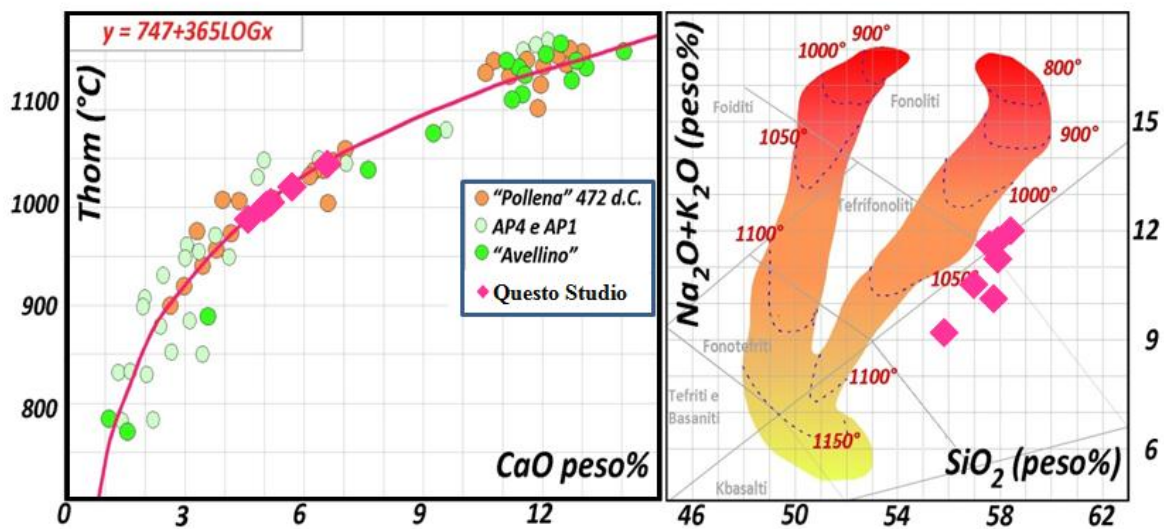 y = 747+365LOGx
Thom (°C)
1100
1000
900
800
0
3
6
9
12
CaO peso%
"Pollena" 472 d.C.
AP4 e AP1
"Avellino"
Questo Studio
Na₂O+K₂O (peso%)
1000°
900°
800°
Foiditi
Fonoliti
1050°
900°
15
1000°
Tefrifonoliti
12
1100°
1050°
Fonotefriti
9
1100°
Tefriti e
Basaniti
1150°
6
Kbasalti
SiO₂ (peso%)
46
50
54
58
62